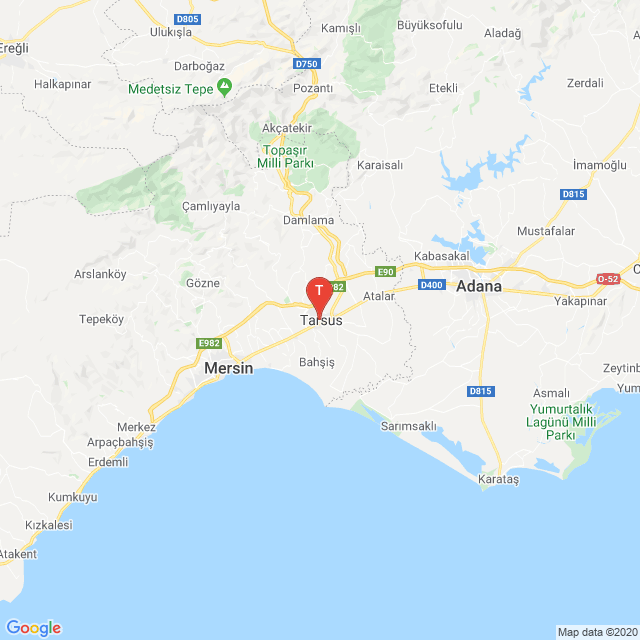 D805
Kamışlı
Büyüksofulu
Ulukışla
Aladağ
Ereğli
D750
Darboğaz
Halkapınar
Medetsiz Tepe
Pozantı
Etekli
Zerdali
Akçatekir
Topaşır
Milli Parkı
Karaisalı
İmamoğlu
D815
Çamlıyayla
Damlama
Mustafalar
Kabasakal
Arslanköy
E90
Gözne
D400
Adana
D-52
Atalar
Yakapınar
T
Tarsus
Tepeköy
E982
Bahşiş
Mersin
Zeytinb
Yum
D815
Asmalı
Yumurtalık
Lagünü Milli
Parkı
Merkez
Sarımsaklı
Arpaçbahşiş
Erdemli
Karataş
Kumkuyu
Kızkalesi
Atakent
Google
Map data ©2020